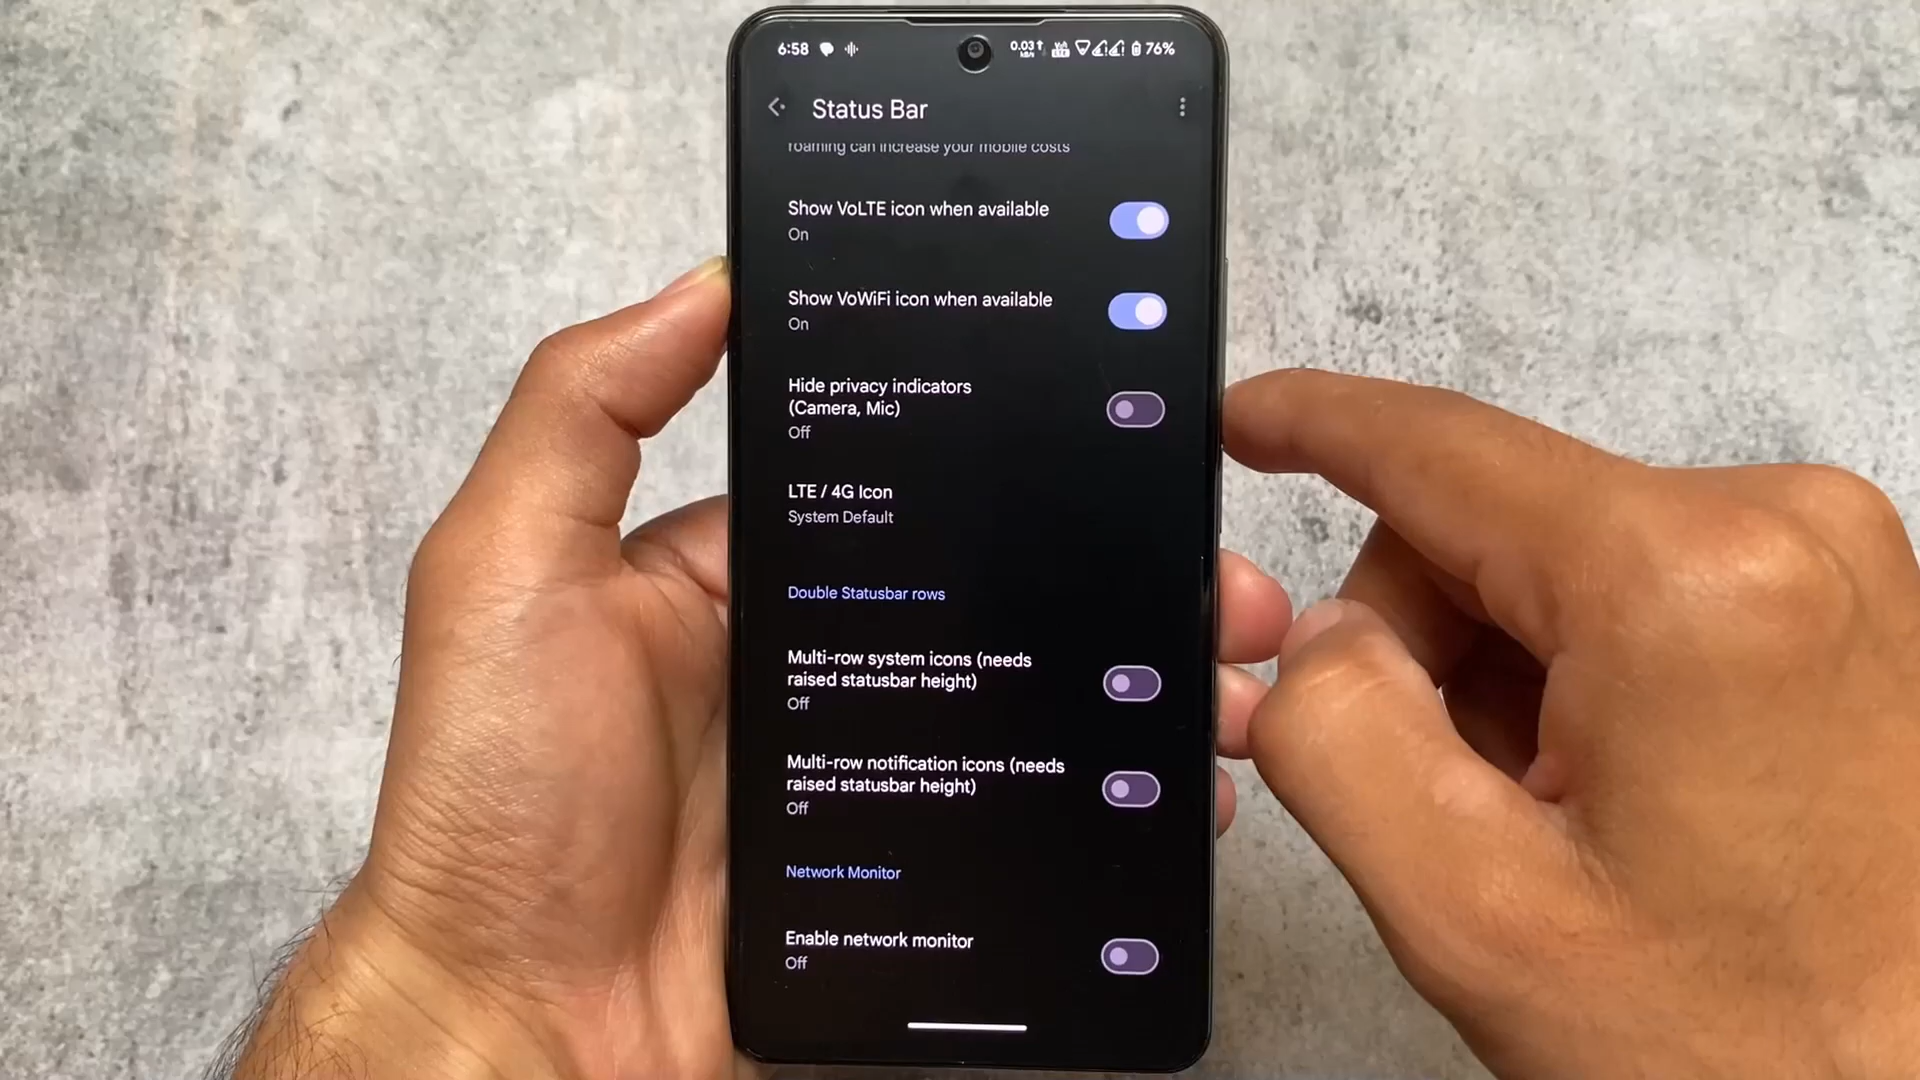 6:58
0.03↑ kB/s
Vo LTE
76%
Status Bar
roaming can increase your mobile costs
Show VoLTE icon when available
On
Show VoWiFi icon when available
On
Hide privacy indicators
(Camera, Mic)
Off
LTE / 4G Icon
System Default
Double Statusbar rows
Multi-row system icons (needs
raised statusbar height)
Off
Multi-row notification icons (needs
raised statusbar height)
Off
Network Monitor
Enable network monitor
Off